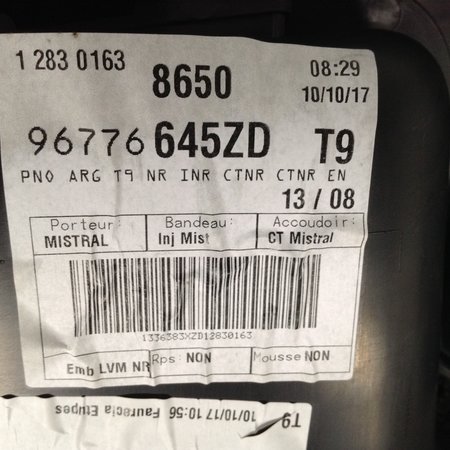 1 283 0163 8650 08:29
10/10/17
96776 645ZD T9
PNO ARG T9 NR INR CTNR CTNR EN
13 / 08
Porteur: Bandeau: Accoudoir:
MISTRAL Inj Mist CT Mistral
1336383XZD12830163
Emb LVM NR Rps: NON Mousse NON
T9 10/10/17 10:56 Faurecia Etupes